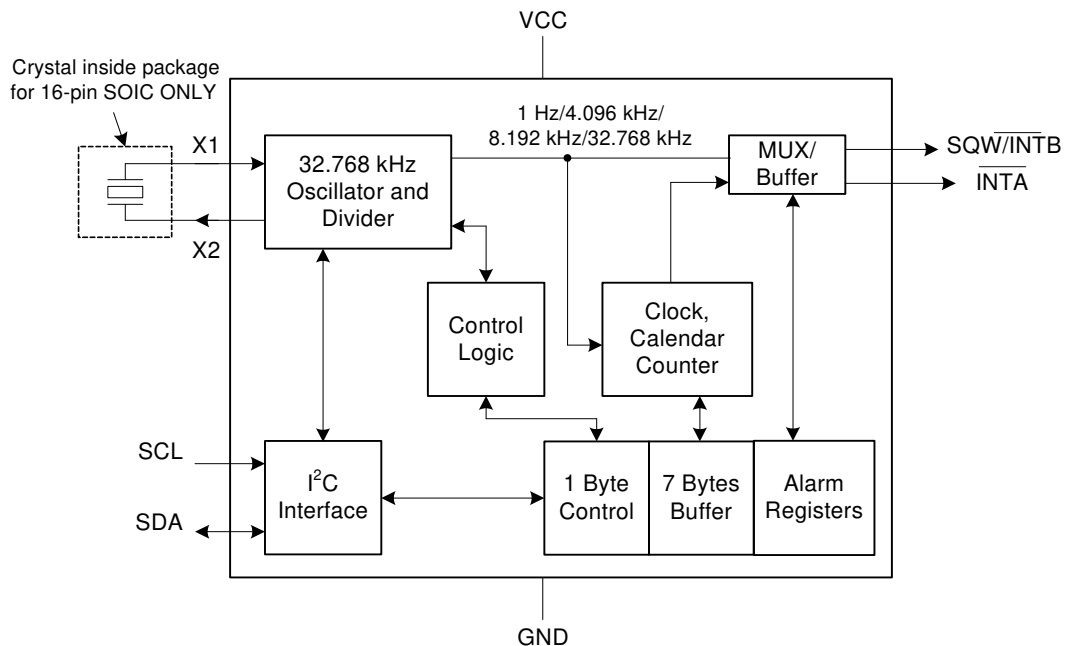 VCC
Crystal inside package
for 16-pin SOIC ONLY
1 Hz/4.096 kHz/
8.192 kHz/32.768 kHz
X1
X2
32.768 kHz
Oscillator and
Divider
MUX/
Buffer
SQW/I̅N̅T̅B
I̅N̅T̅A̅
Control
Logic
Clock,
Calendar
Counter
SCL
SDA
I²C
Interface
1 Byte
Control
7 Bytes
Buffer
Alarm
Registers
GND